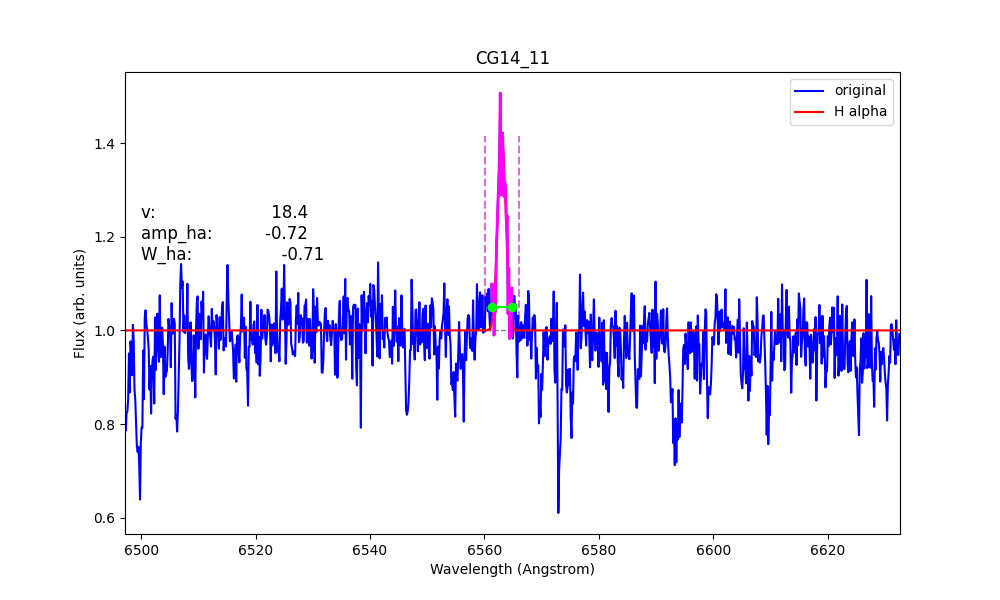 CG14_11
original
H alpha
v: 18.4
amp_ha: -0.72
W_ha: -0.71
Flux (arb. units)
1.4
1.2
1.0
0.8
0.6
6500 6520 6540 6560 6580 6600 6620
Wavelength (Angstrom)